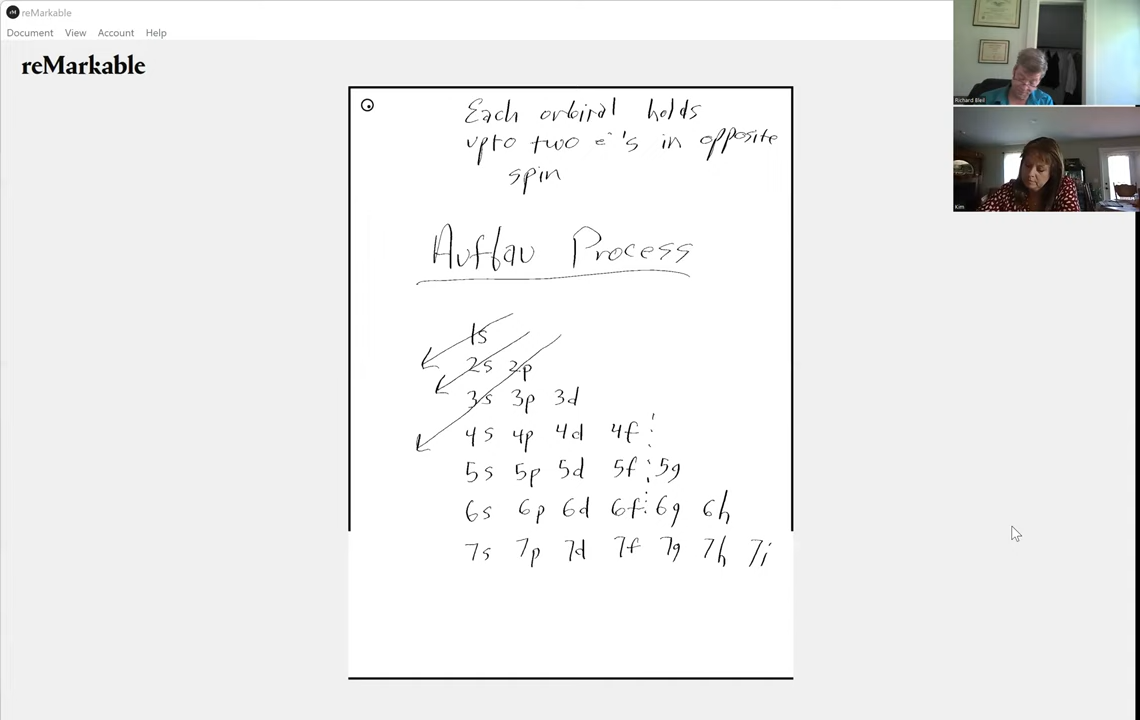 reMarkable
Document View Account Help
reMarkable
Each orbiral holds
upto two e⁻'s in opposite
spin
Aufbau Process
1s
2s 2p
3s 3p 3d
4s 4p 4d 4f
5s 5p 5d 5f 5g
6s 6p 6d 6f 6g 6h
7s 7p 7d 7f 7g 7h 7i
Richard Bleil
Kim